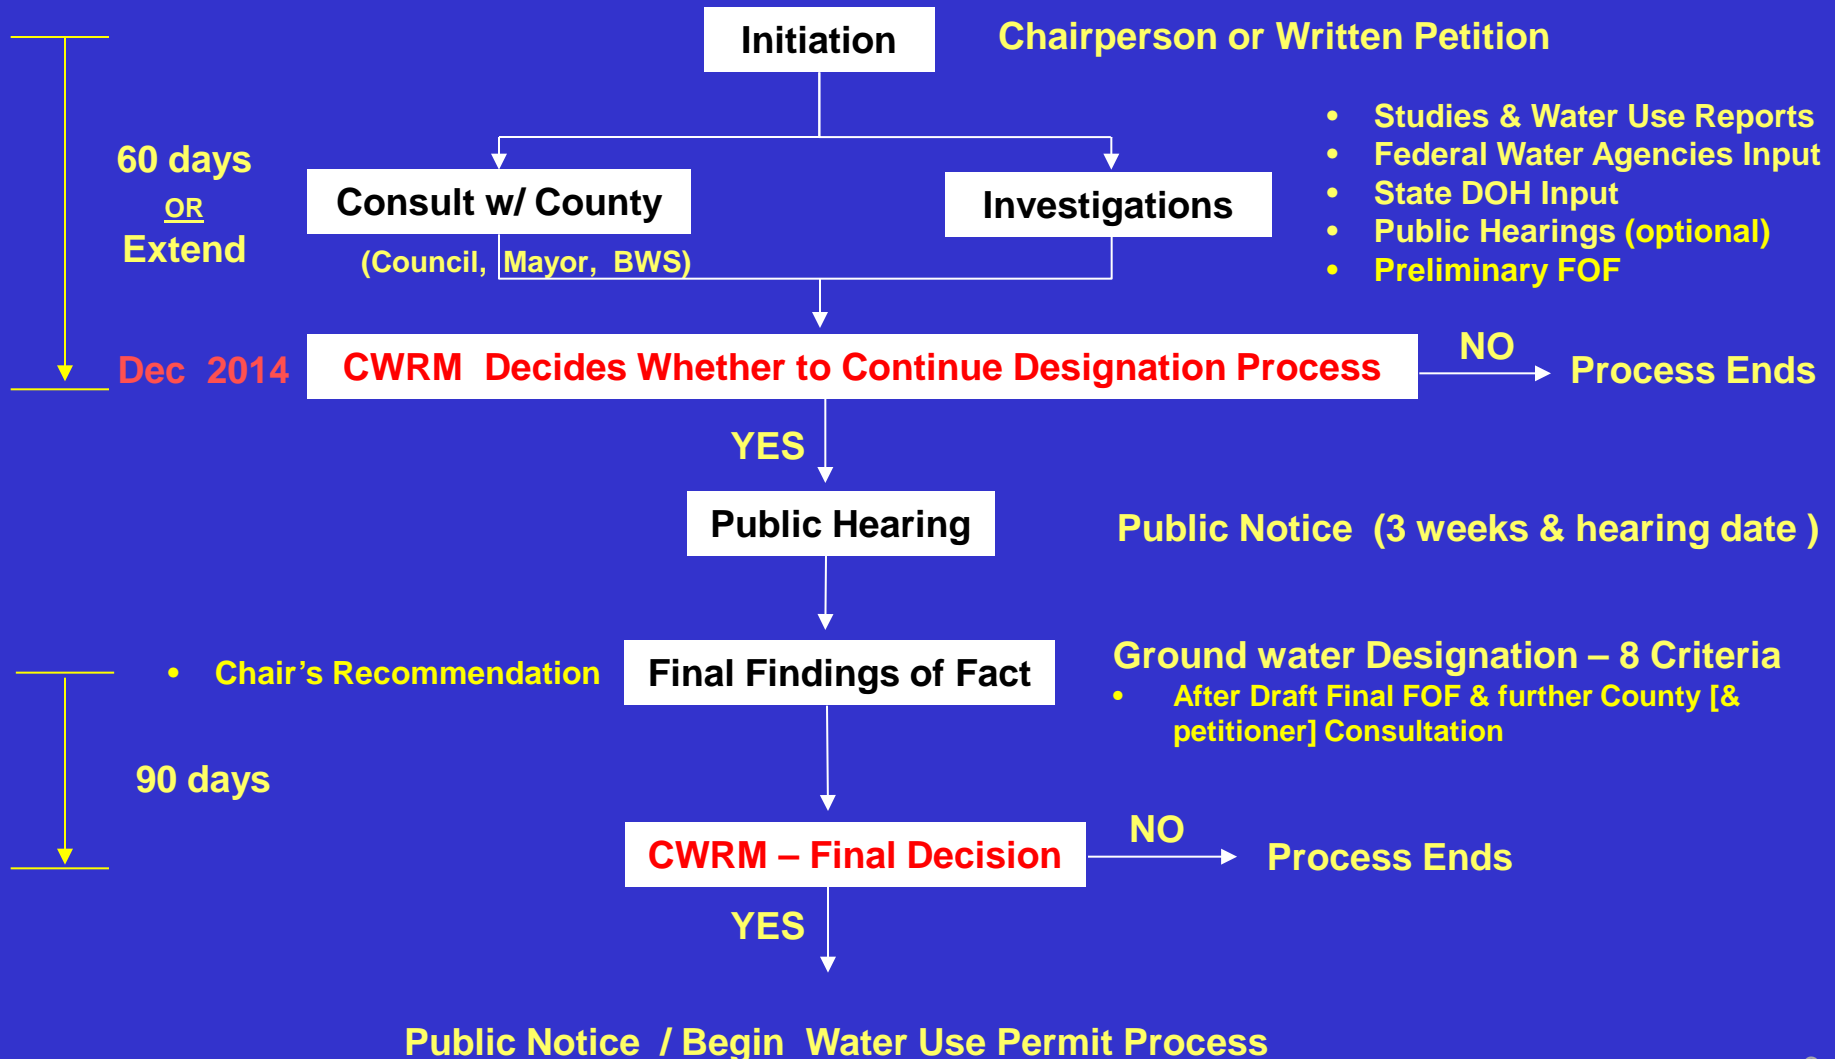 Initiation
Chairperson or Written Petition
60 days
OR
Extend
Consult w/ County
(Council, Mayor, BWS)
Investigations
• Studies & Water Use Reports
• Federal Water Agencies Input
• State DOH Input
• Public Hearings (optional)
• Preliminary FOF
Dec 2014
CWRM Decides Whether to Continue Designation Process
NO
Process Ends
YES
Public Hearing
Public Notice (3 weeks & hearing date )
• Chair's Recommendation
Final Findings of Fact
Ground water Designation – 8 Criteria
• After Draft Final FOF & further County [&
petitioner] Consultation
90 days
CWRM – Final Decision
NO
Process Ends
YES
Public Notice / Begin Water Use Permit Process